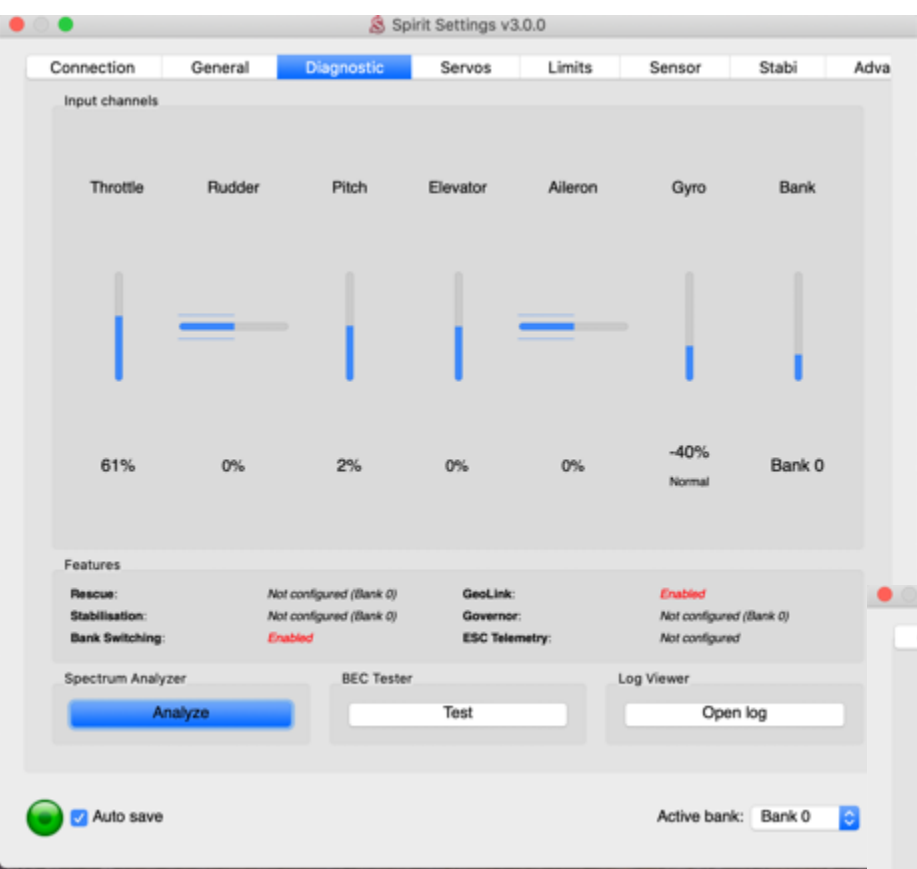 Spirit Settings v3.0.0
Connection General Diagnostic Servos Limits Sensor Stabi Adva
Input channels
Throttle Rudder Pitch Elevator Aileron Gyro Bank
61% 0% 2% 0% 0% -40% Bank 0
Normal
Features
Rescue: Not configured (Bank 0) GeoLink: Enabled
Stabilisation: Not configured (Bank 0) Governor: Not configured (Bank 0)
Bank Switching: Enabled ESC Telemetry: Not configured
Spectrum Analyzer BEC Tester Log Viewer
Analyze Test Open log
Auto save Active bank: Bank 0